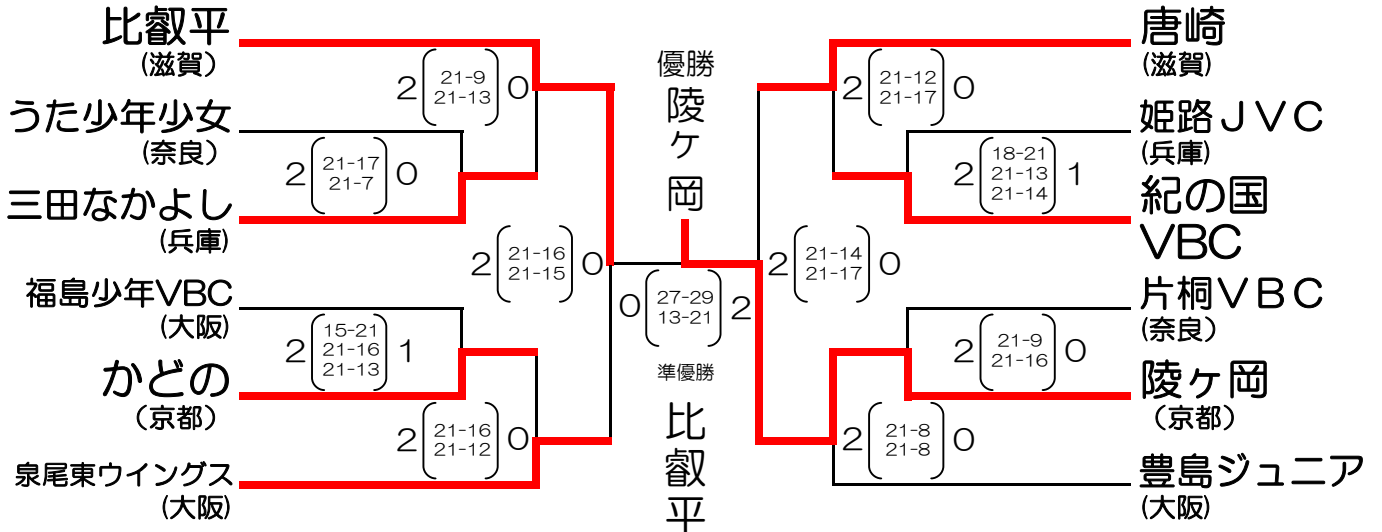 比叡平
(滋賀)
2
21-9
21-13
0
うた少年少女
(奈良)
2
21-17
21-7
0
三田なかよし
(兵庫)
2
21-16
21-15
0
福島少年VBC
(大阪)
2
15-21
21-16
21-13
1
かどの
(京都)
2
21-16
21-12
0
泉尾東ウイングス
(大阪)
優勝
陵ヶ岡
0
27-29
13-21
2
準優勝
比叡平
唐崎
(滋賀)
2
21-12
21-17
0
姫路JVC
(兵庫)
2
18-21
21-13
21-14
1
紀の国
VBC
2
21-14
21-17
0
片桐VBC
(奈良)
2
21-9
21-16
0
陵ヶ岡
(京都)
2
21-8
21-8
0
豊島ジュニア
(大阪)